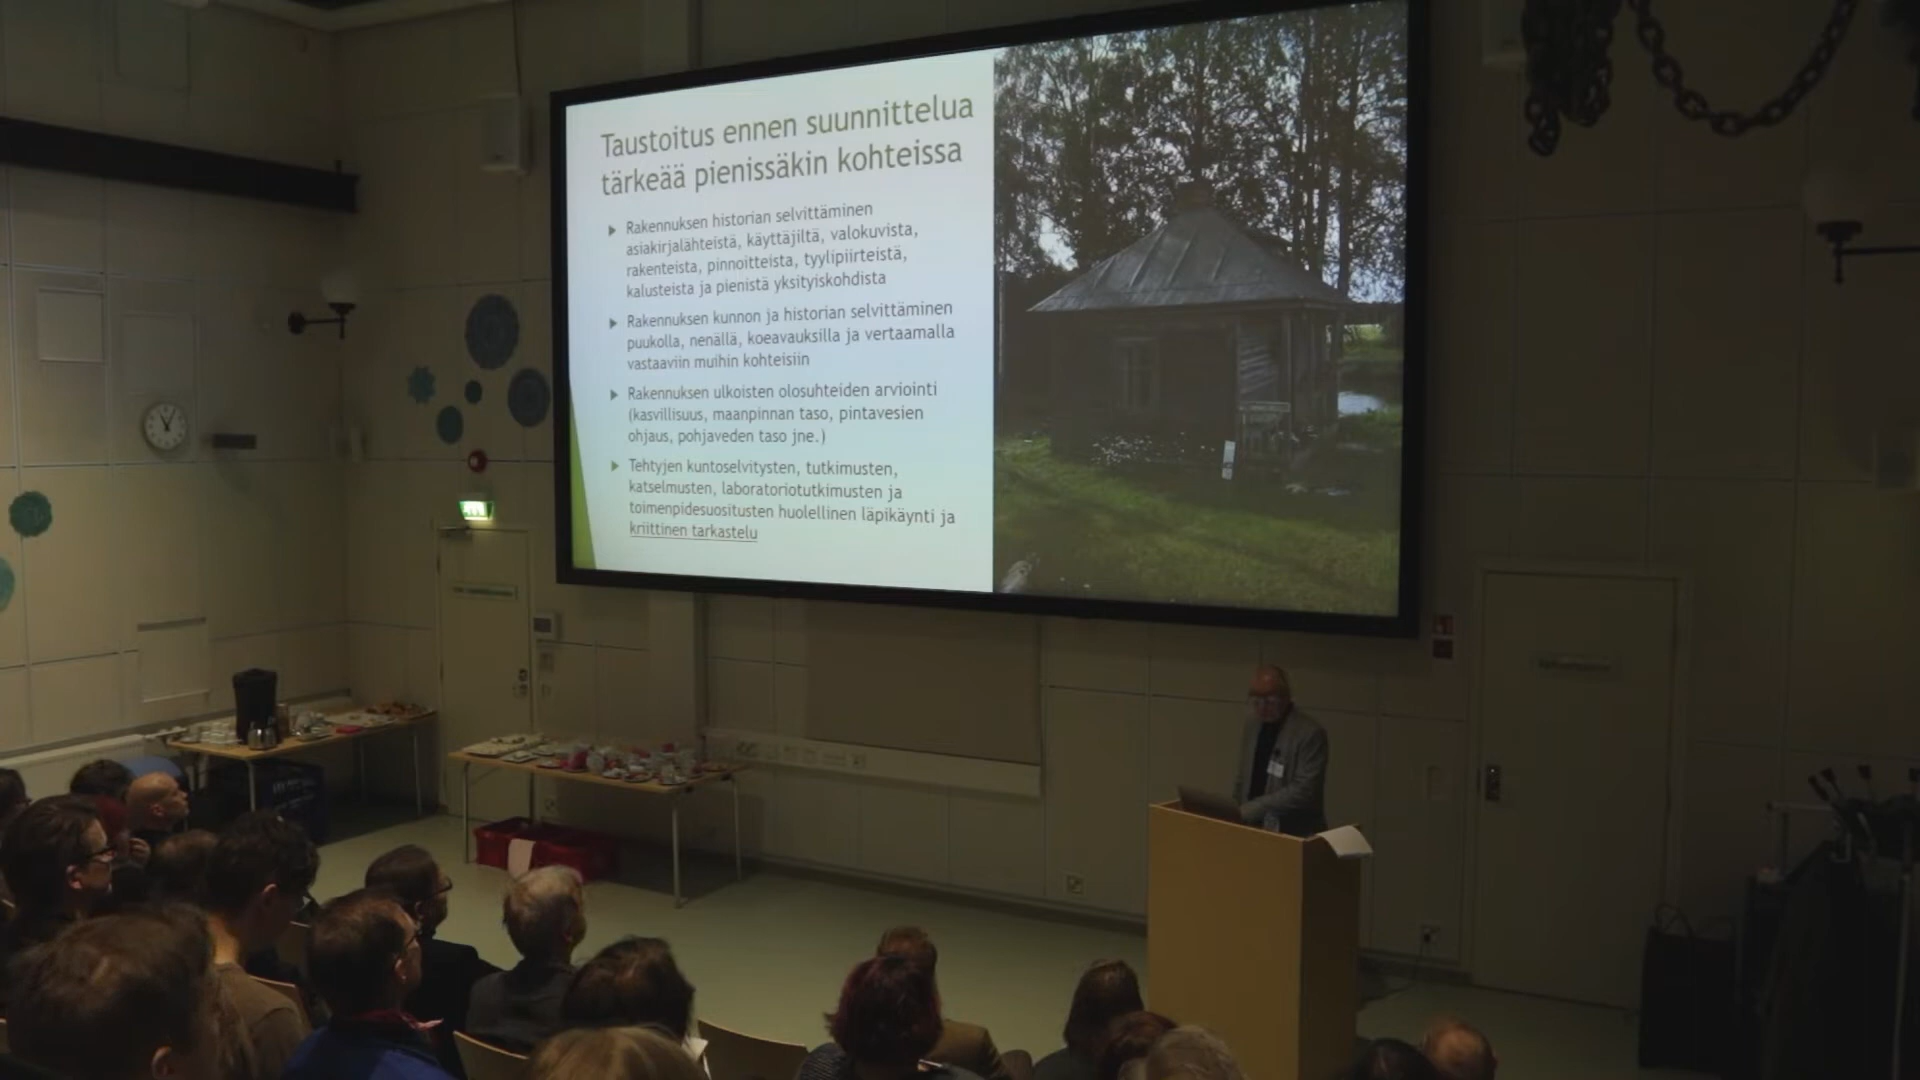 Taustoitus ennen suunnittelua
tärkeää pienissäkin kohteissa
Rakennuksen historian selvittäminen
asiakirjalähteistä, käyttäjiltä, valokuvista,
rakenteista, pinnoitteista, tyylipiirteistä,
kalusteista ja pienistä yksityiskohdista
Rakennuksen kunnon ja historian selvittäminen
puukolla, nenällä, koeavauksilla ja vertaamalla
vastaaviin muihin kohteisiin
Rakennuksen ulkoisten olosuhteiden arviointi
(kasvillisuus, maanpinnan taso, pintavesien
ohjaus, pohjaveden taso jne.)
Tehtyjen kuntoselvitysten, tutkimusten,
katselmusten, laboratoriotutkimusten ja
toimenpidesuositusten huolellinen läpikäynti ja
kriittinen tarkastelu